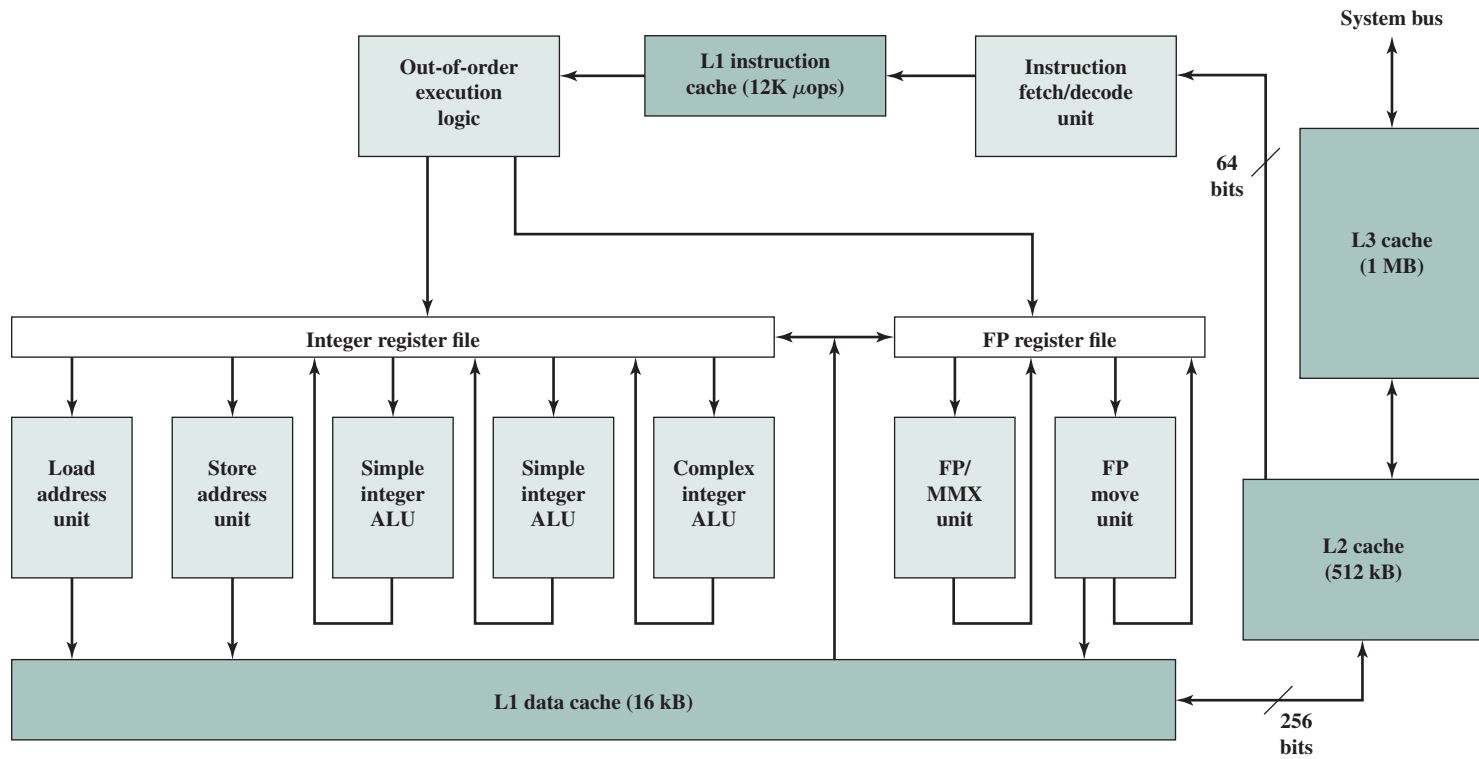 System bus
Out-of-order
execution
logic
L1 instruction
cache (12K μops)
Instruction
fetch/decode
unit
64
bits
L3 cache
(1 MB)
Integer register file
FP register file
Load
address
unit
Store
address
unit
Simple
integer
ALU
Simple
integer
ALU
Complex
integer
ALU
FP/
MMX
unit
FP
move
unit
L2 cache
(512 kB)
L1 data cache (16 kB)
256
bits